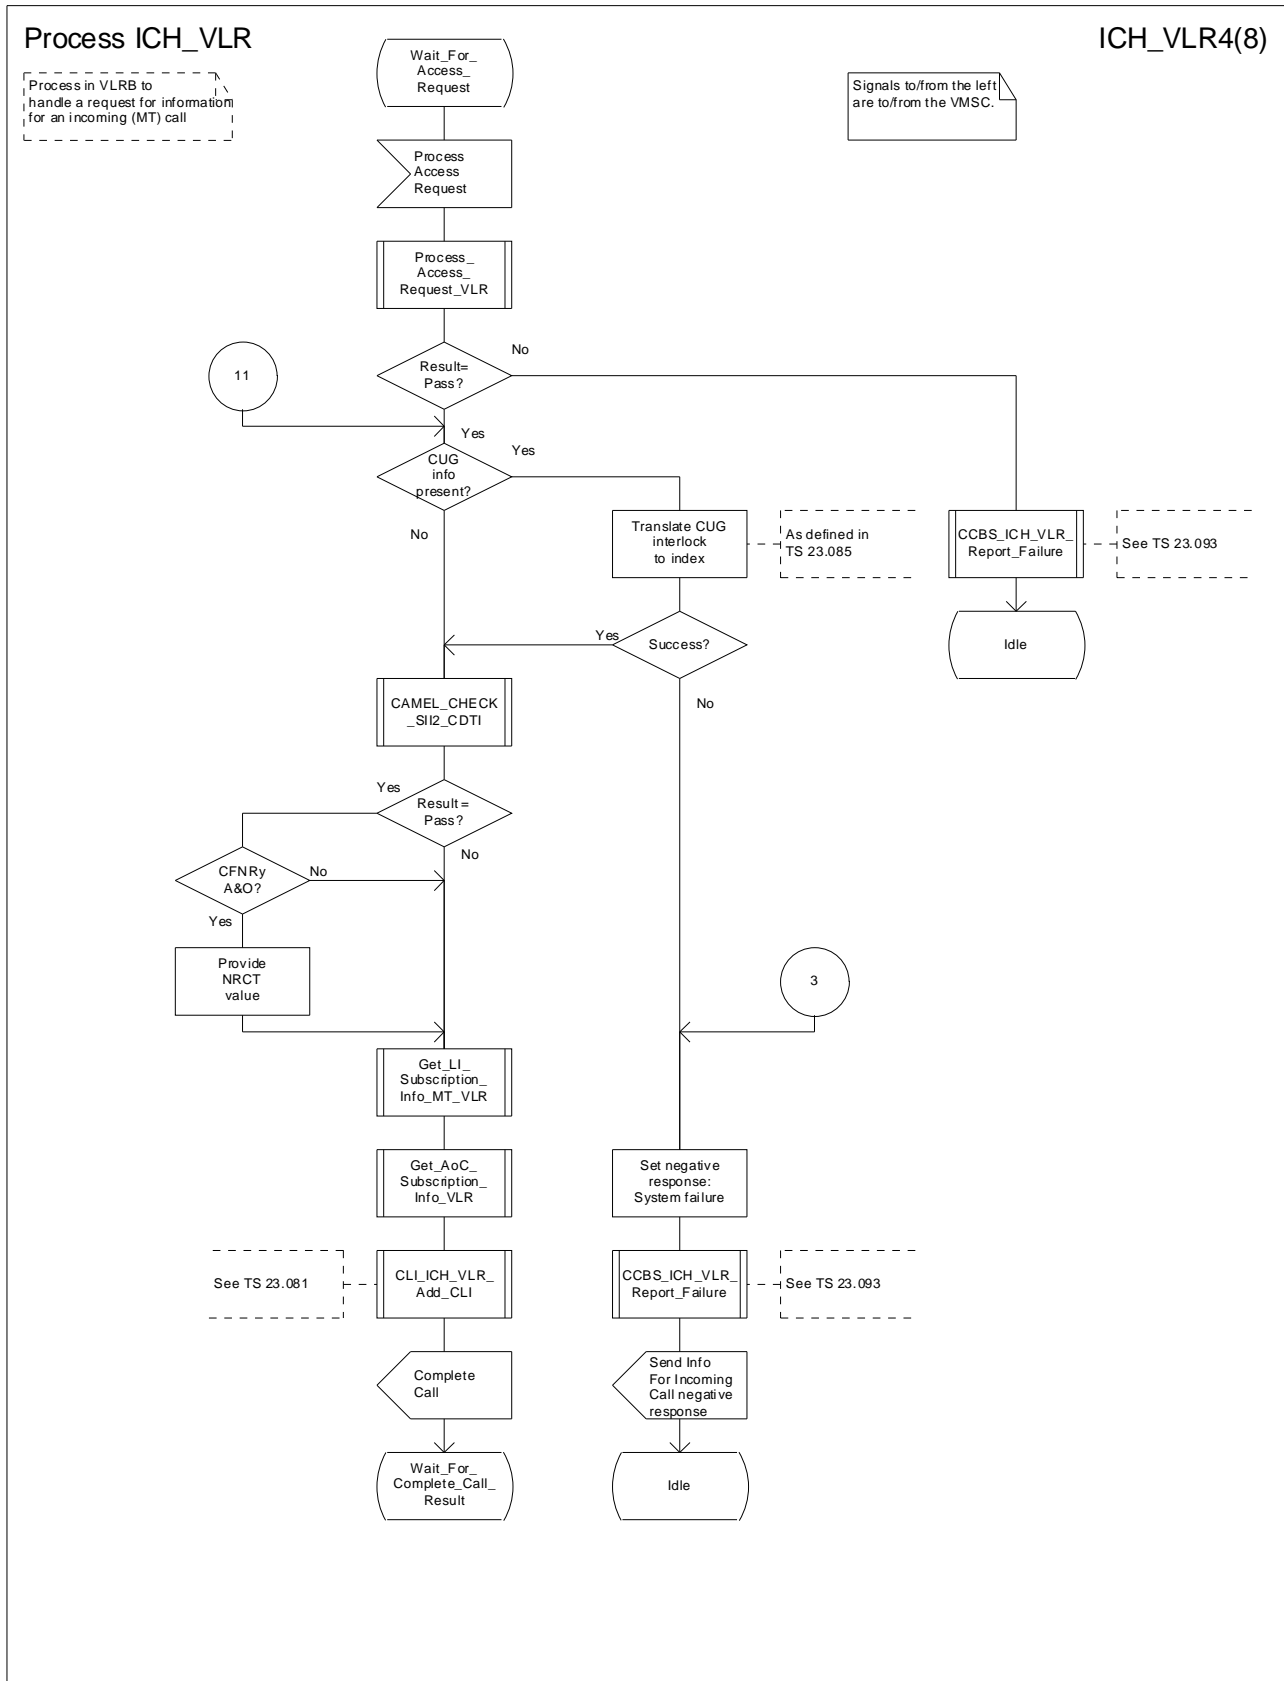 Process ICH_VLR
ICH_VLR4(8)
Process in VLRB to
handle a request for information
for an incoming (MT) call
Wait_For_
Access_
Request
Signals to/from the left
are to/from the VMSC.
Process
Access
Request
Process_
Access_
Request_VLR
No
11
Result=
Pass?
Yes
CUG
info
present?
Yes
No
Translate CUG
interlock
to index
As defined in
TS 23.085
CCBS_ICH_VLR_
Report_Failure
See TS 23.093
Yes
Success?
Idle
No
CAMEL_CHECK
_SII2_CDTI
Yes
Result=
Pass?
No
CFNRy
A&O?
No
Yes
Provide
NRCT
value
3
Get_LI_
Subscription_
Info_MT_VLR
Get_AoC_
Subscription_
Info_VLR
Set negative
response:
System failure
See TS 23.081
CLI_ICH_VLR_
Add_CLI
CCBS_ICH_VLR_
Report_Failure
See TS 23.093
Complete
Call
Send Info
For Incoming
Call negative
response
Wait_For_
Complete_Call_
Result
Idle